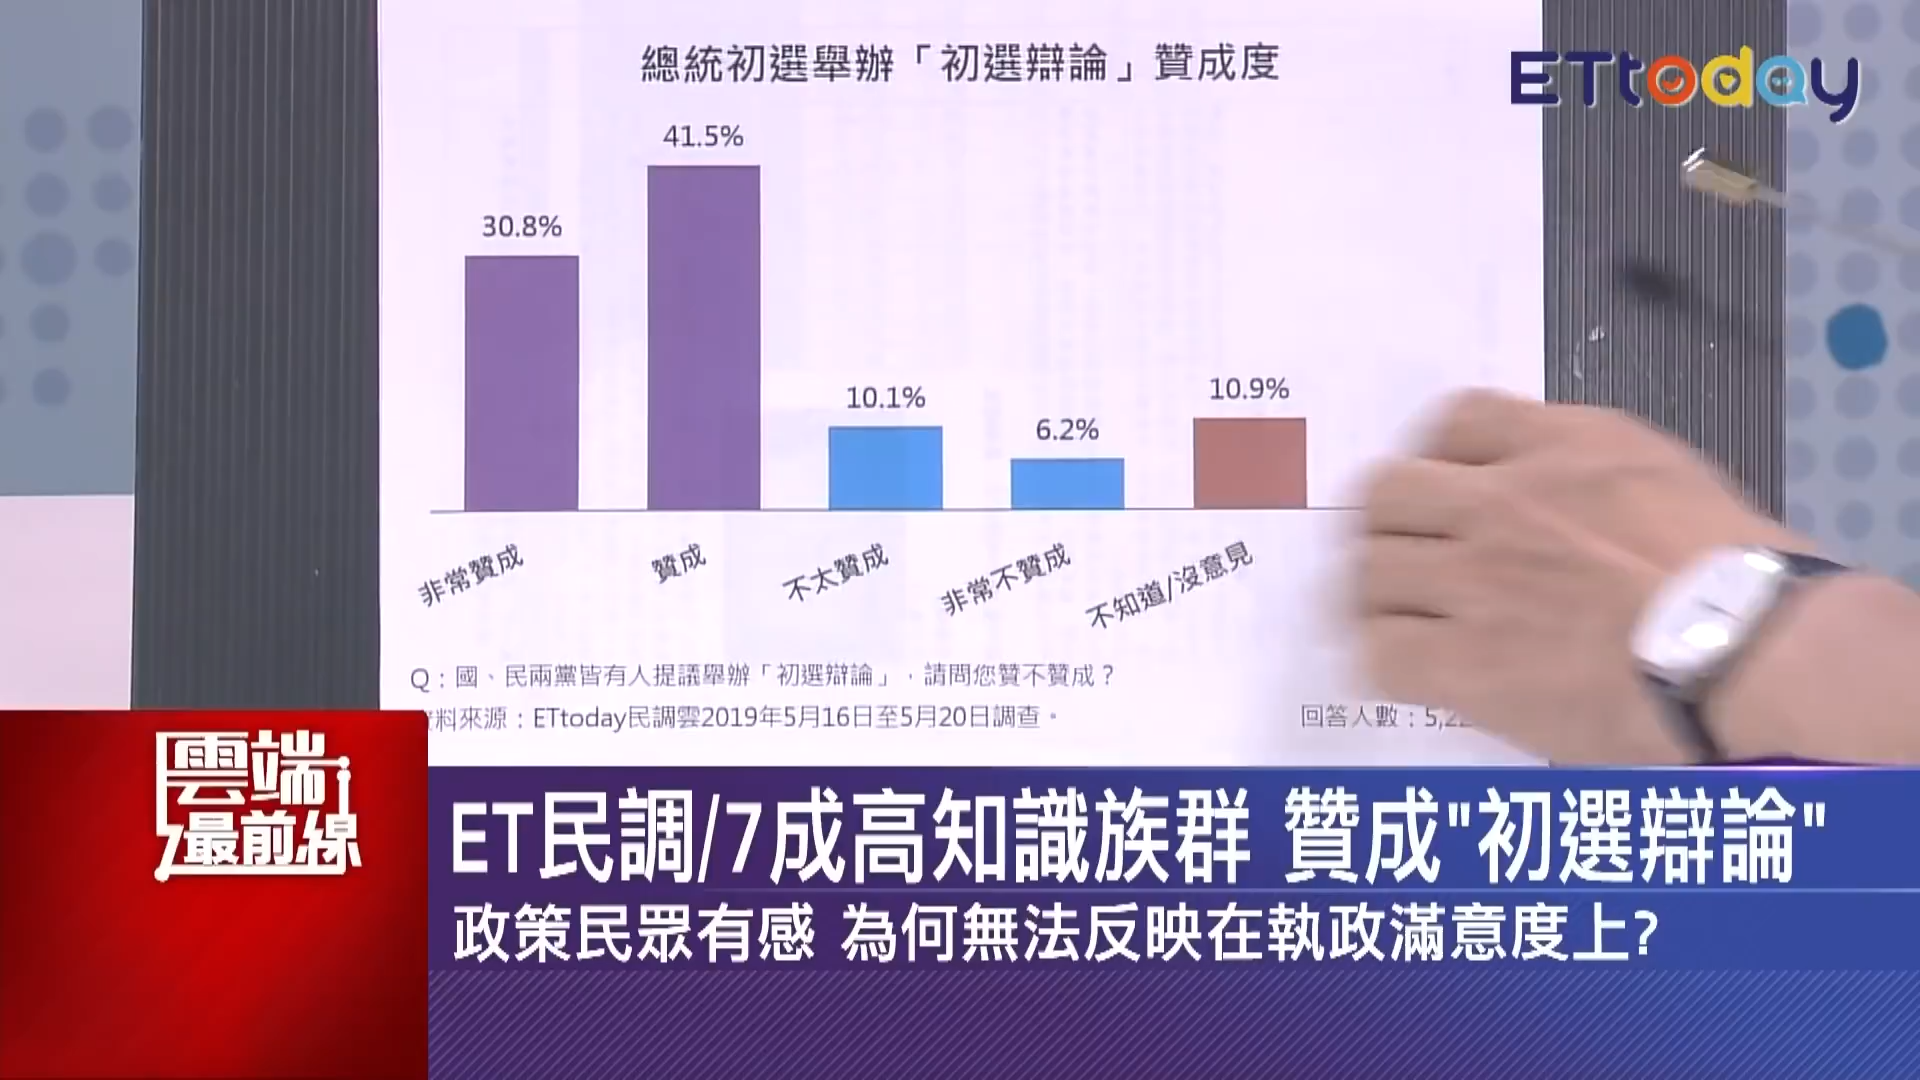 總統初選舉辦「初選辯論」贊成度
ETtoday
30.8%
41.5%
10.1%
6.2%
10.9%
非常贊成
贊成
不太贊成
非常不贊成
不知道/沒意見
Q：國、民兩黨皆有人提議舉辦「初選辯論」，請問您贊不贊成？
料來源：ETtoday民調雲2019年5月16日至5月20日調查。
回答人數：5,2
雲端
最前線
ET民調/7成高知識族群 贊成"初選辯論"
政策民眾有感 為何無法反映在執政滿意度上?